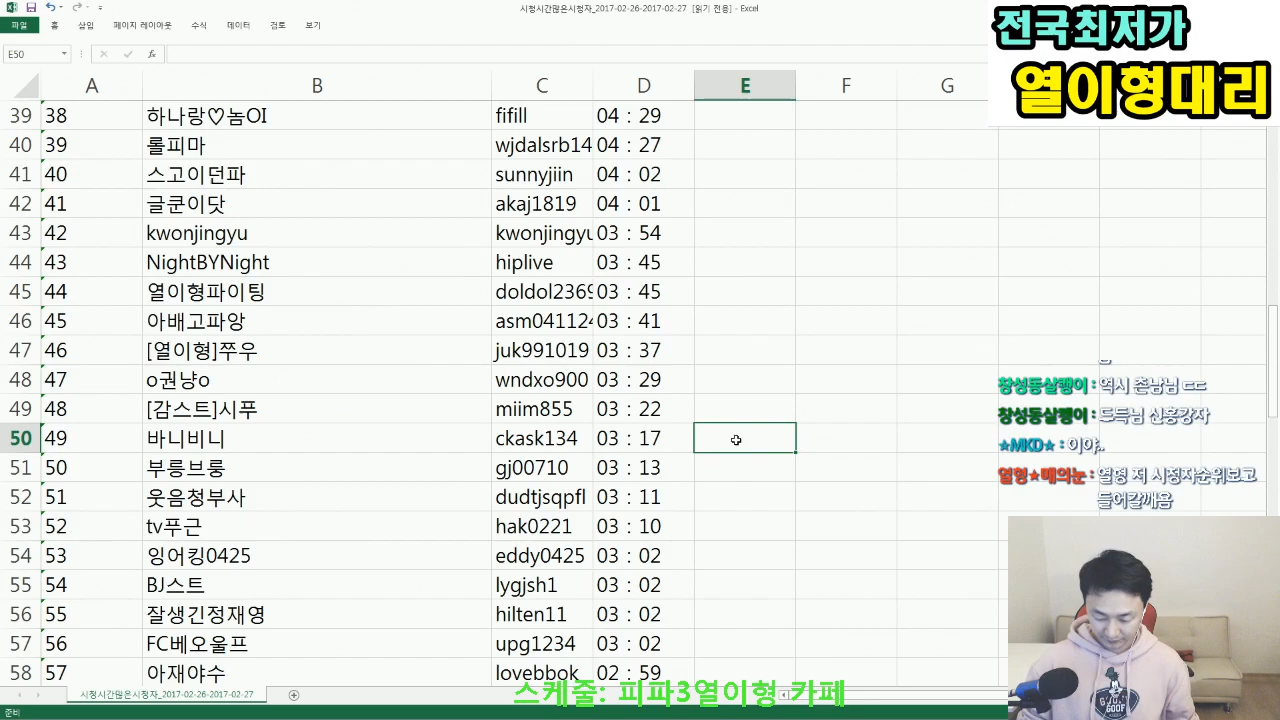 시청시간많은시청자_2017-02-26-2017-02-27 [읽기 전용] - Excel
파일 홈 삽입 페이지 레이아웃 수식 데이터 검토 보기
E50 fx
A B C D E F G
39 38 하나랑♡놈OI fifill 04 : 29
40 39 롤피마 wjdalsrb14 04 : 27
41 40 스고이던파 sunnyjiin 04 : 02
42 41 글쿤이닷 akaj1819 04 : 01
43 42 kwonjingyu kwonjingyu 03 : 54
44 43 NightBYNight hiplive 03 : 45
45 44 열이형파이팅 doldol2369 03 : 45
46 45 아배고파앙 asm041124 03 : 41
47 46 [열이형]쭈우 juk991019 03 : 37
48 47 o권냥o wndxo900 03 : 29
49 48 [감스트]시푸 miim855 03 : 22
50 49 바니비니 ckask134 03 : 17
51 50 부릉브룽 gj00710 03 : 13
52 51 웃음청부사 dudtjsqpfl 03 : 11
53 52 tv푸근 hak0221 03 : 10
54 53 잉어킹0425 eddy0425 03 : 02
55 54 BJ스트 lygjsh1 03 : 02
56 55 잘생긴정재영 hilten11 03 : 02
57 56 FC베오울프 upg1234 03 : 02
58 57 아재야수 lovebbok 02 : 59
시청시간많은시청자_2017-02-26-2017-02-27
준비
전국최저가
열이형대리
창성동살쾡이 : 역시 촌남님 ㄷㄷ
창성동살쾡이 : 도득님 신흥강자
★MKD★ : 이야..
열형★매의눈 : 열형 저 시청자순위보고
들어갈깨욤
스케줄: 피파3열이형 카페